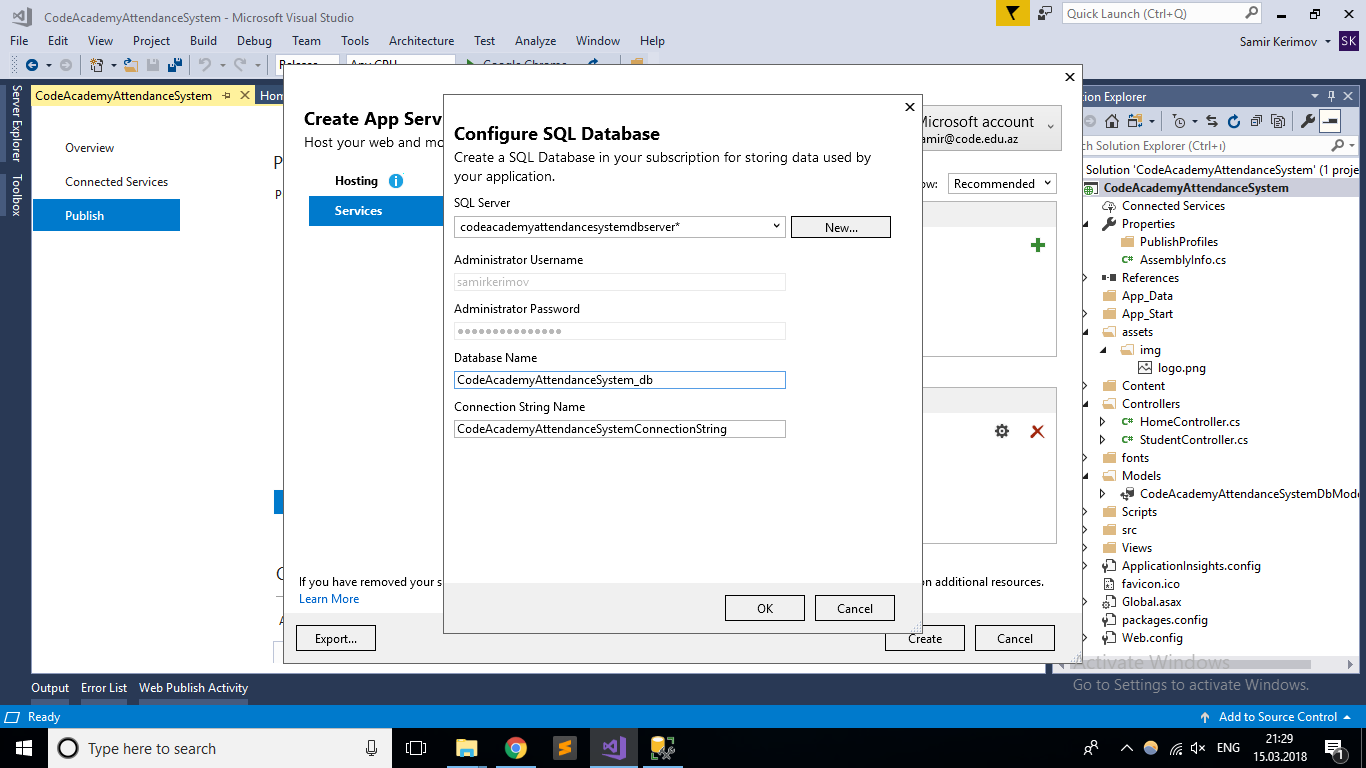 CodeAcademyAttendanceSystem - Microsoft Visual Studio
Quick Launch (Ctrl+Q)
File Edit View Project Build Debug Team Tools Architecture Test Analyze Window Help
Samir Kerimov SK
Server Explorer
Toolbox
CodeAcademyAttendanceSystem
Overview
Connected Services
Publish
Create App Serv
Host your web and mo
Microsoft account
amir@code.edu.az
Hosting
Services
Recommended
Configure SQL Database
Create a SQL Database in your subscription for storing data used by
your application.
SQL Server
codeacademyattendancesystemdbserver*
New...
Administrator Username
samirkerimov
Administrator Password
Database Name
CodeAcademyAttendanceSystem_db
Connection String Name
CodeAcademyAttendanceSystemConnectionString
OK Cancel
If you have removed your s
on additional resources.
Learn More
Export...
Create Cancel
tion Explorer
ch Solution Explorer (Ctrl+ı)
Solution 'CodeAcademyAttendanceSystem' (1 proje
CodeAcademyAttendanceSystem
Connected Services
Properties
PublishProfiles
AssemblyInfo.cs
References
App_Data
App_Start
assets
img
logo.png
Content
Controllers
HomeController.cs
StudentController.cs
fonts
Models
CodeAcademyAttendanceSystemDbMode
Scripts
src
Views
ApplicationInsights.config
favicon.ico
Global.asax
packages.config
Web.config
Activate Windows
Go to Settings to activate Windows.
Output Error List Web Publish Activity
Ready
Add to Source Control
Type here to search
ENG
21:29
15.03.2018
1